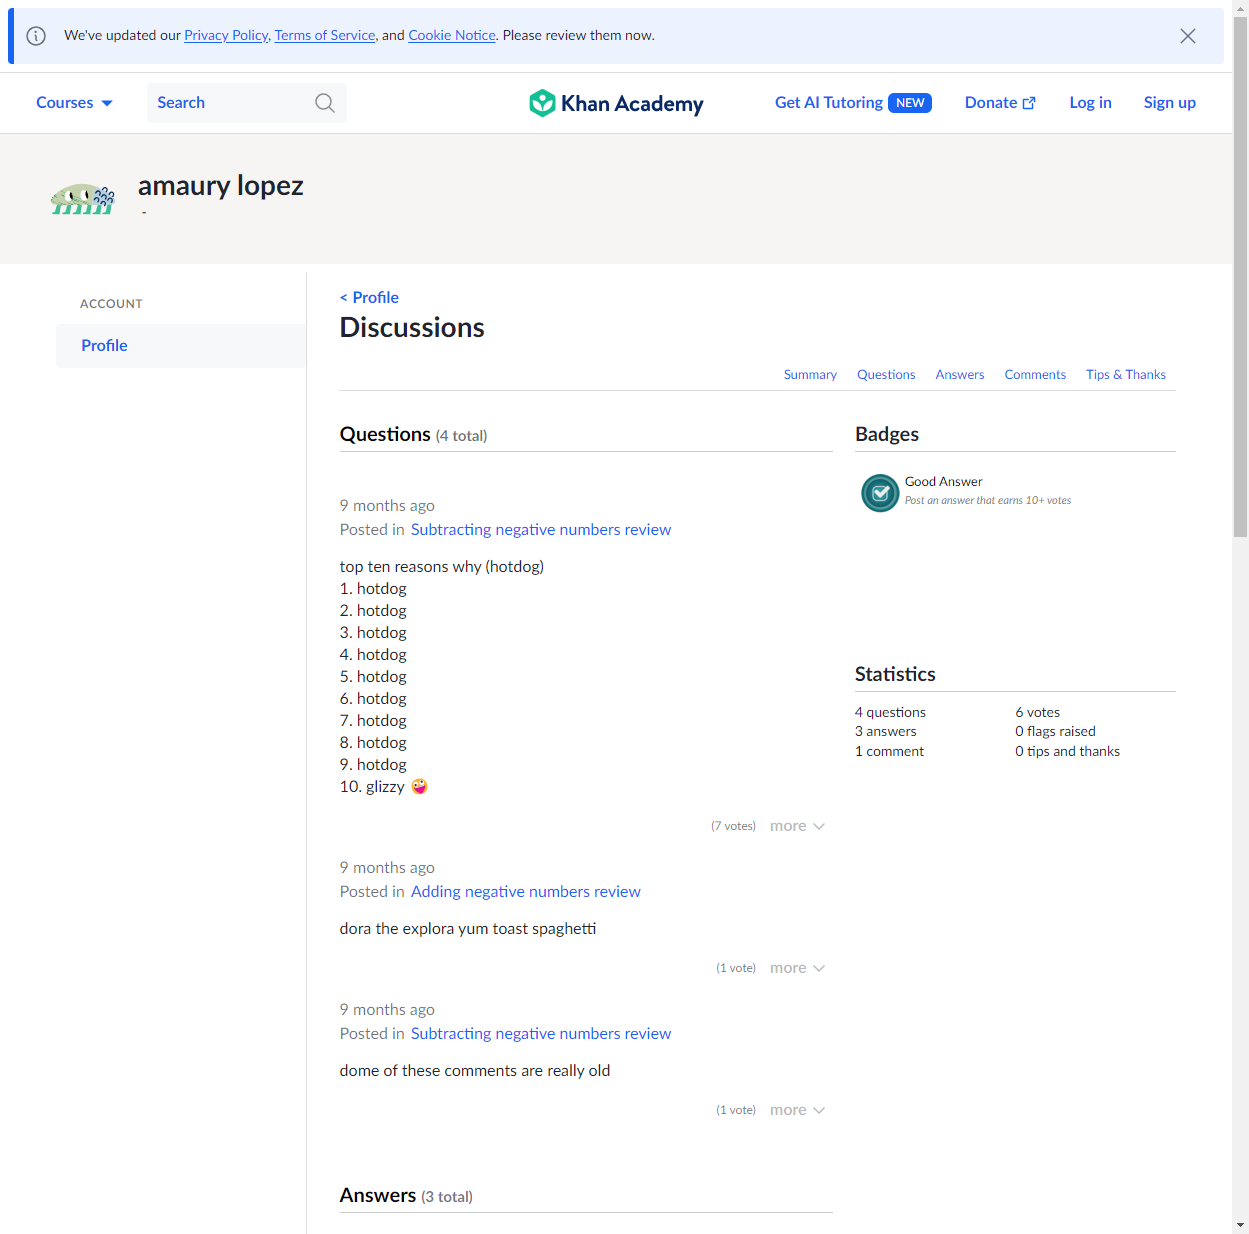 We've updated our Privacy Policy, Terms of Service, and Cookie Notice. Please review them now.
Courses
Search
Khan Academy
Get AI Tutoring NEW
Donate
Log in
Sign up
amaury lopez
-
ACCOUNT
Profile
< Profile
Discussions
Summary
Questions
Answers
Comments
Tips & Thanks
Questions (4 total)
9 months ago
Posted in Subtracting negative numbers review
top ten reasons why (hotdog)
1. hotdog
2. hotdog
3. hotdog
4. hotdog
5. hotdog
6. hotdog
7. hotdog
8. hotdog
9. hotdog
10. glizzy 🤪
(7 votes) more
9 months ago
Posted in Adding negative numbers review
dora the explora yum toast spaghetti
(1 vote) more
9 months ago
Posted in Subtracting negative numbers review
dome of these comments are really old
(1 vote) more
Answers (3 total)
Badges
Good Answer
Post an answer that earns 10+ votes
Statistics
4 questions
3 answers
1 comment
6 votes
0 flags raised
0 tips and thanks